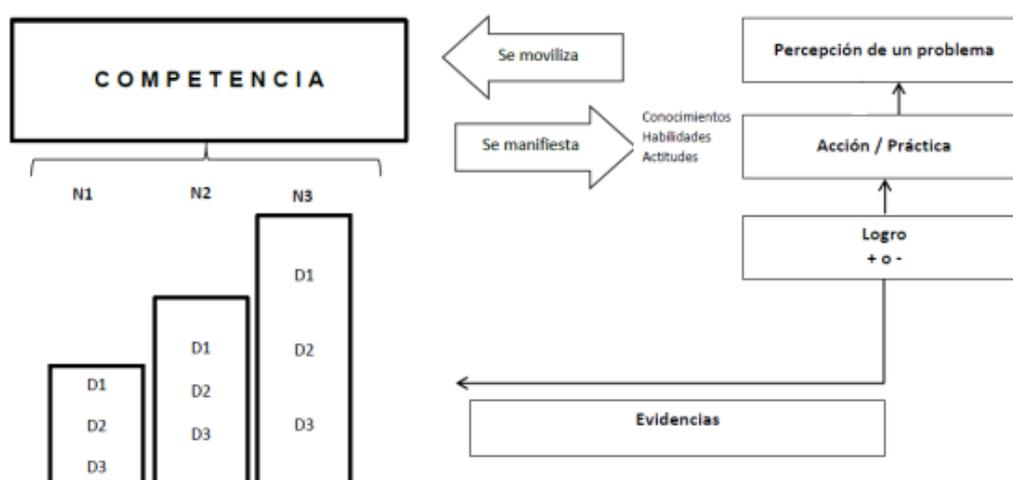 COMPETENCIA
Se moviliza
Percepción de un problema
Se manifiesta
Conocimientos
Habilidades
Actitudes
Acción / Práctica
N1
N2
N3
Logro
+ o -
D1
D2
D3
D1
D2
D3
D1
D2
D3
Evidencias